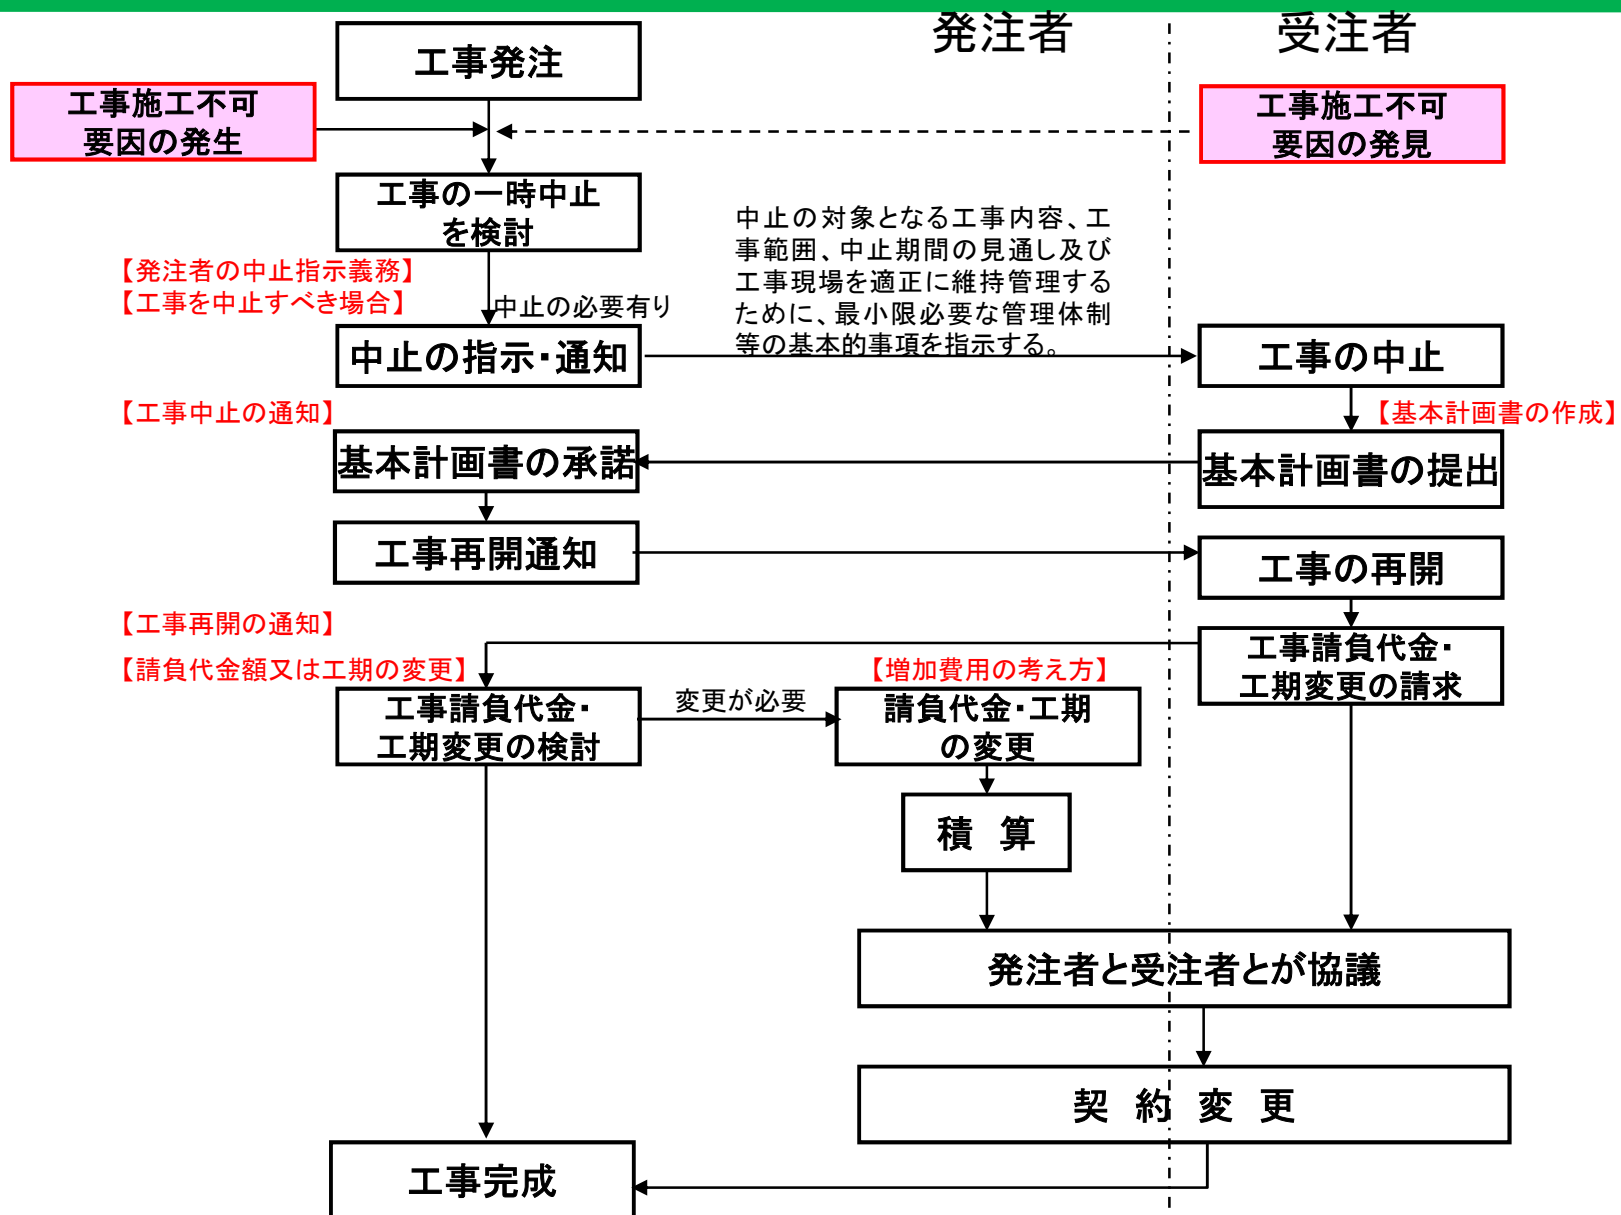 発注者
受注者
工事発注
工事施工不可
要因の発生
工事施工不可
要因の発見
工事の一時中止
を検討
【発注者の中止指示義務】
【工事を中止すべき場合】
中止の必要有り
中止の対象となる工事内容、工
事範囲、中止期間の見通し及び
工事現場を適正に維持管理する
ために、最小限必要な管理体制
等の基本的事項を指示する。
中止の指示・通知
工事の中止
【工事中止の通知】
【基本計画書の作成】
基本計画書の承諾
基本計画書の提出
工事再開通知
工事の再開
【工事再開の通知】
工事請負代金・
工期変更の請求
【請負代金額又は工期の変更】
【増加費用の考え方】
工事請負代金・
工期変更の検討
変更が必要
請負代金・工期
の変更
積　算
発注者と受注者とが協議
契　約　変　更
工事完成